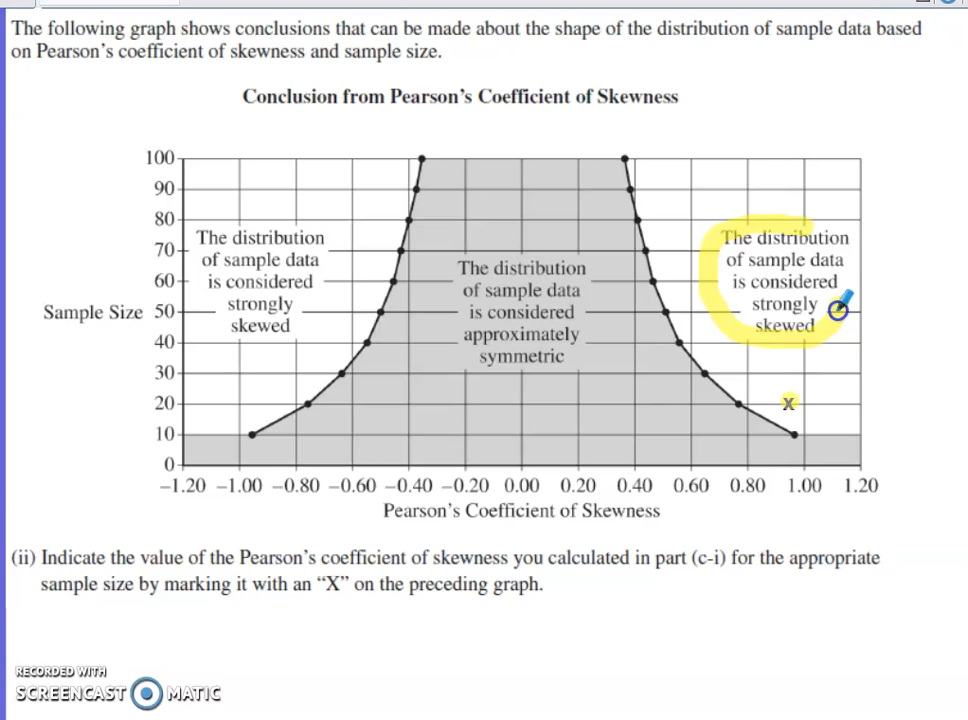 The following graph shows conclusions that can be made about the shape of the distribution of sample data based
on Pearson's coefficient of skewness and sample size.
Conclusion from Pearson's Coefficient of Skewness
100
90
80
70
60
Sample Size 50
40
30
20
10
0
The distribution
of sample data
is considered
strongly
skewed
The distribution
of sample data
is considered
approximately
symmetric
The distribution
of sample data
is considered
strongly
skewed
X
−1.20 −1.00 −0.80 −0.60 −0.40 −0.20 0.00 0.20 0.40 0.60 0.80 1.00 1.20
Pearson's Coefficient of Skewness
(ii) Indicate the value of the Pearson's coefficient of skewness you calculated in part (c-i) for the appropriate
sample size by marking it with an “X” on the preceding graph.
RECORDED WITH
SCREENCAST MATIC